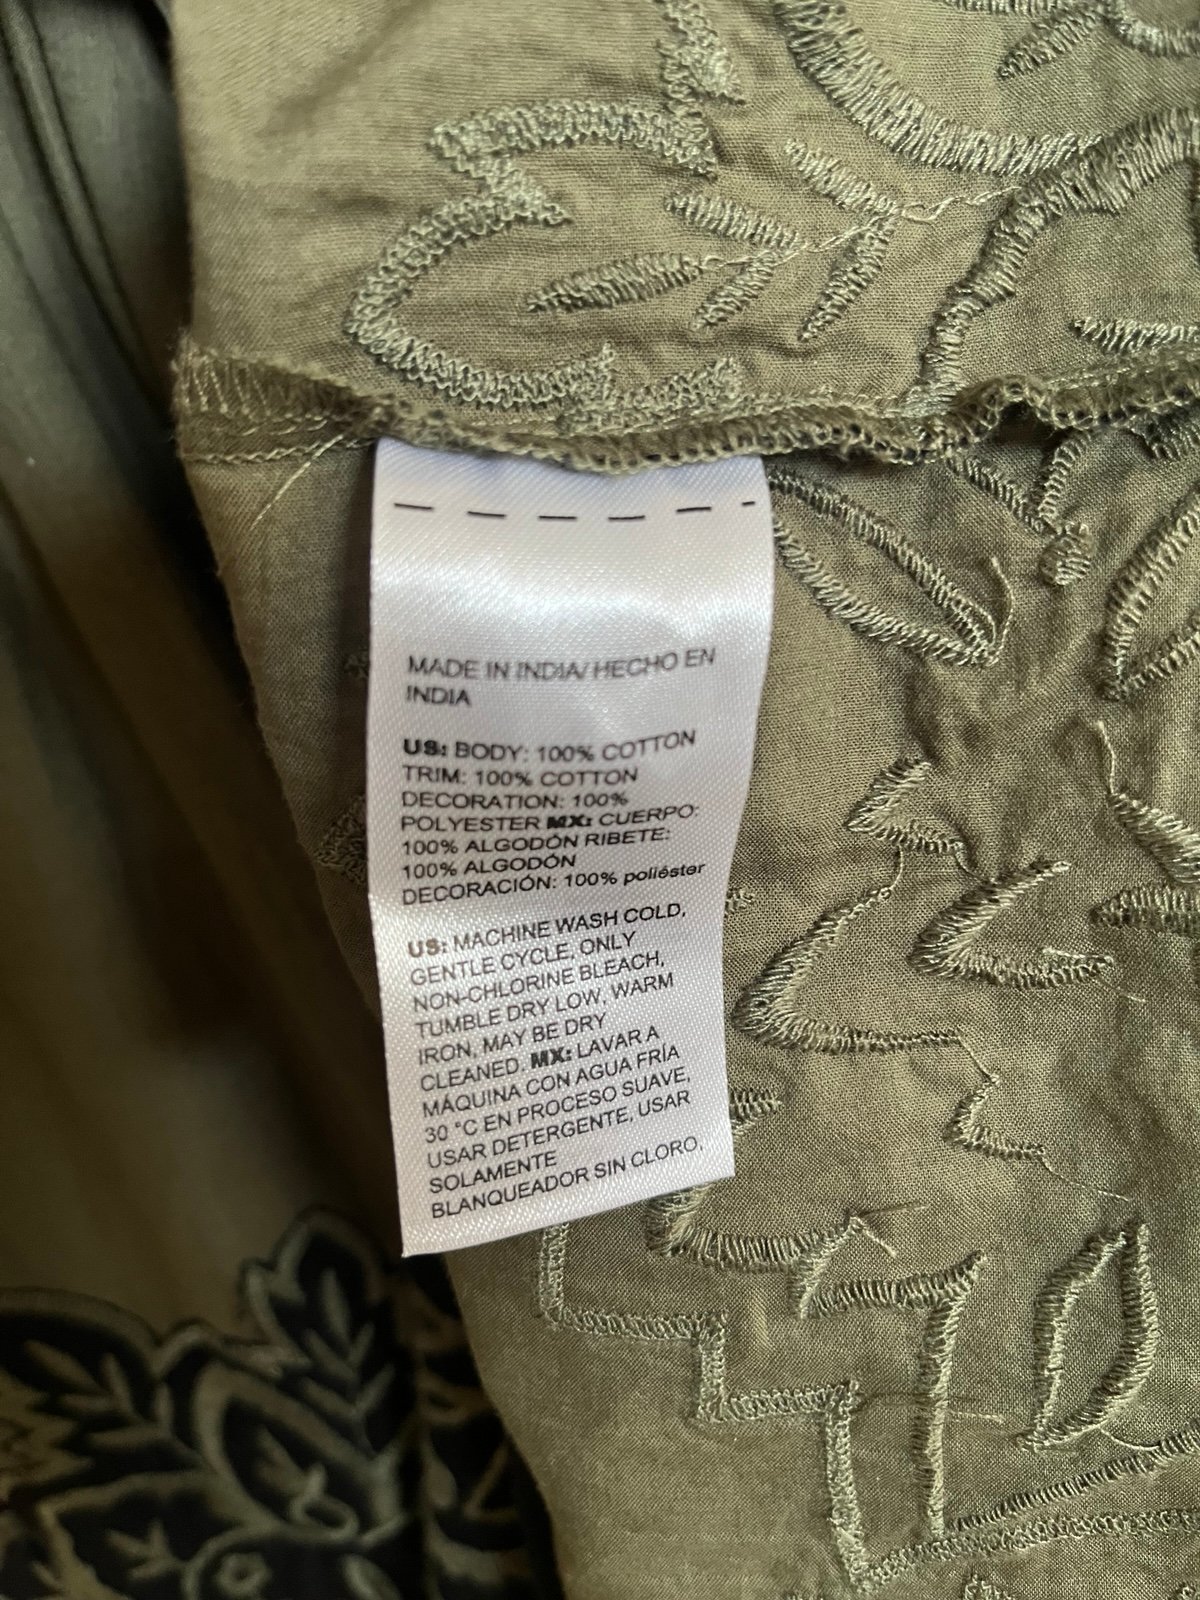 MADE IN INDIA/ HECHO EN
INDIA
US: BODY: 100% COTTON
TRIM: 100% COTTON
DECORATION: 100%
POLYESTER MX: CUERPO:
100% ALGODÓN RIBETE:
100% ALGODÓN
DECORACIÓN: 100% poliéster
US: MACHINE WASH COLD,
GENTLE CYCLE, ONLY
NON-CHLORINE BLEACH,
TUMBLE DRY LOW, WARM
IRON, MAY BE DRY
CLEANED. MX: LAVAR A
MÁQUINA CON AGUA FRÍA
30 °C EN PROCESO SUAVE,
USAR DETERGENTE, USAR
SOLAMENTE
BLANQUEADOR SIN CLORO,